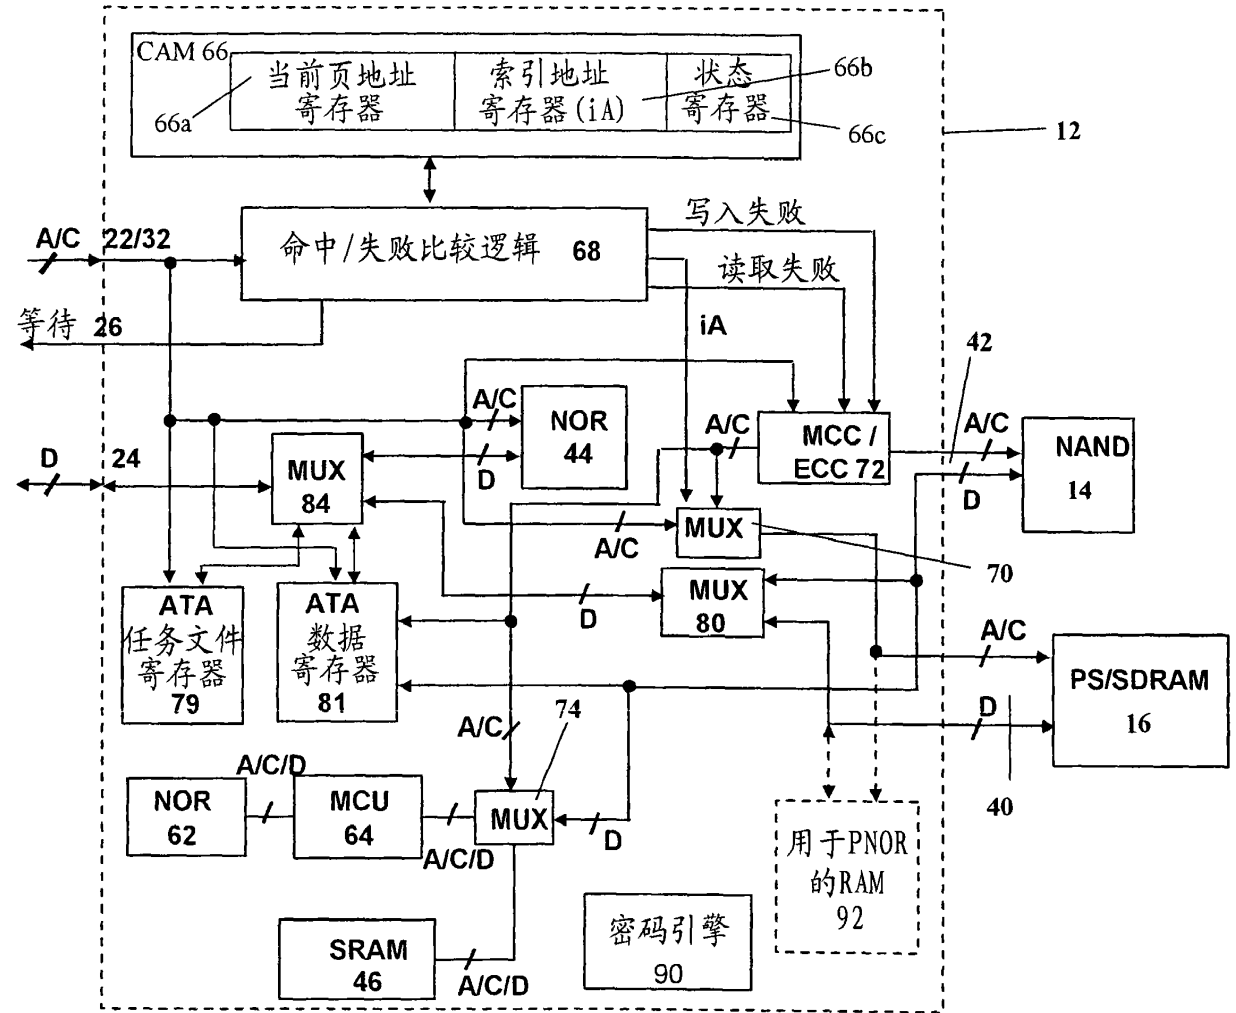 CAM 66
当前页地址
寄存器
索引地址
寄存器(iA)
状态
寄存器
66a
66b
66c
12
A/C
22/32
命中/失败比较逻辑 68
写入失败
读取失败
等待 26
iA
42
A/C
NOR
44
D
A/C
MCC /
ECC 72
A/C
D
NAND
14
D
24
MUX
84
A/C
MUX
70
ATA
任务文件
寄存器
79
ATA
数据
寄存器
81
D
MUX
80
A/C
PS/SDRAM
16
D
40
A/C
74
A/C/D
NOR
62
MCU
64
A/C/D
MUX
D
用于PNOR
的RAM
92
SRAM
46
A/C/D
密码引擎
90